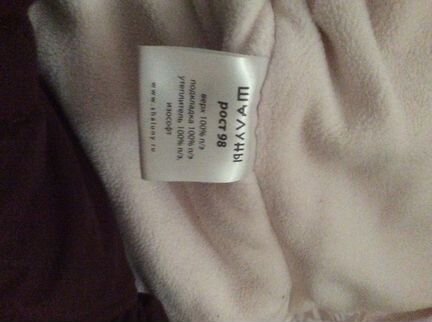 ШАЛУНЫ
рост 98
верх 100% п/э
подкладка 100% п/э
утеплитель 100% п/э,
изософт
www.shaluny.ru